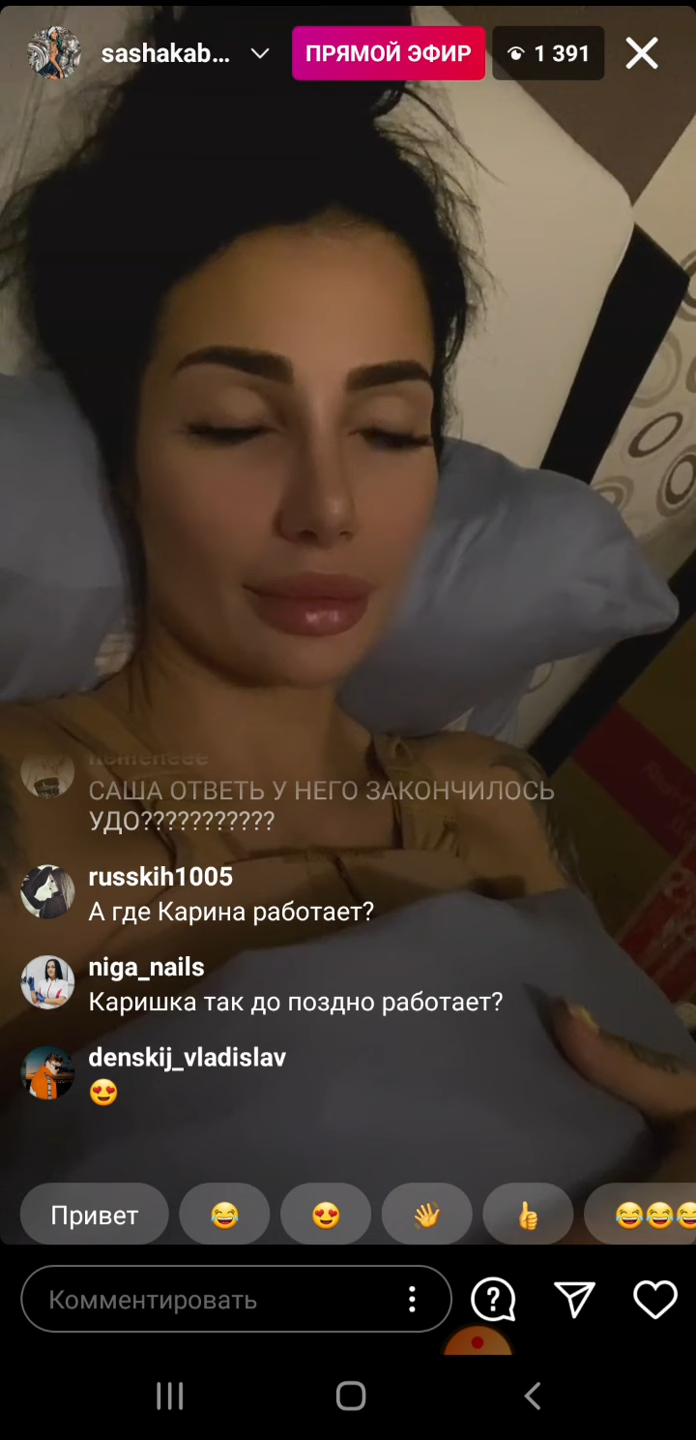 sashakab...
ПРЯМОЙ ЭФИР
1 391
САША ОТВЕТЬ У НЕГО ЗАКОНЧИЛОСЬ
УДО???????????
russkih1005
А где Карина работает?
niga_nails
Каришка так до поздно работает?
denskij_vladislav
Привет
Комментировать